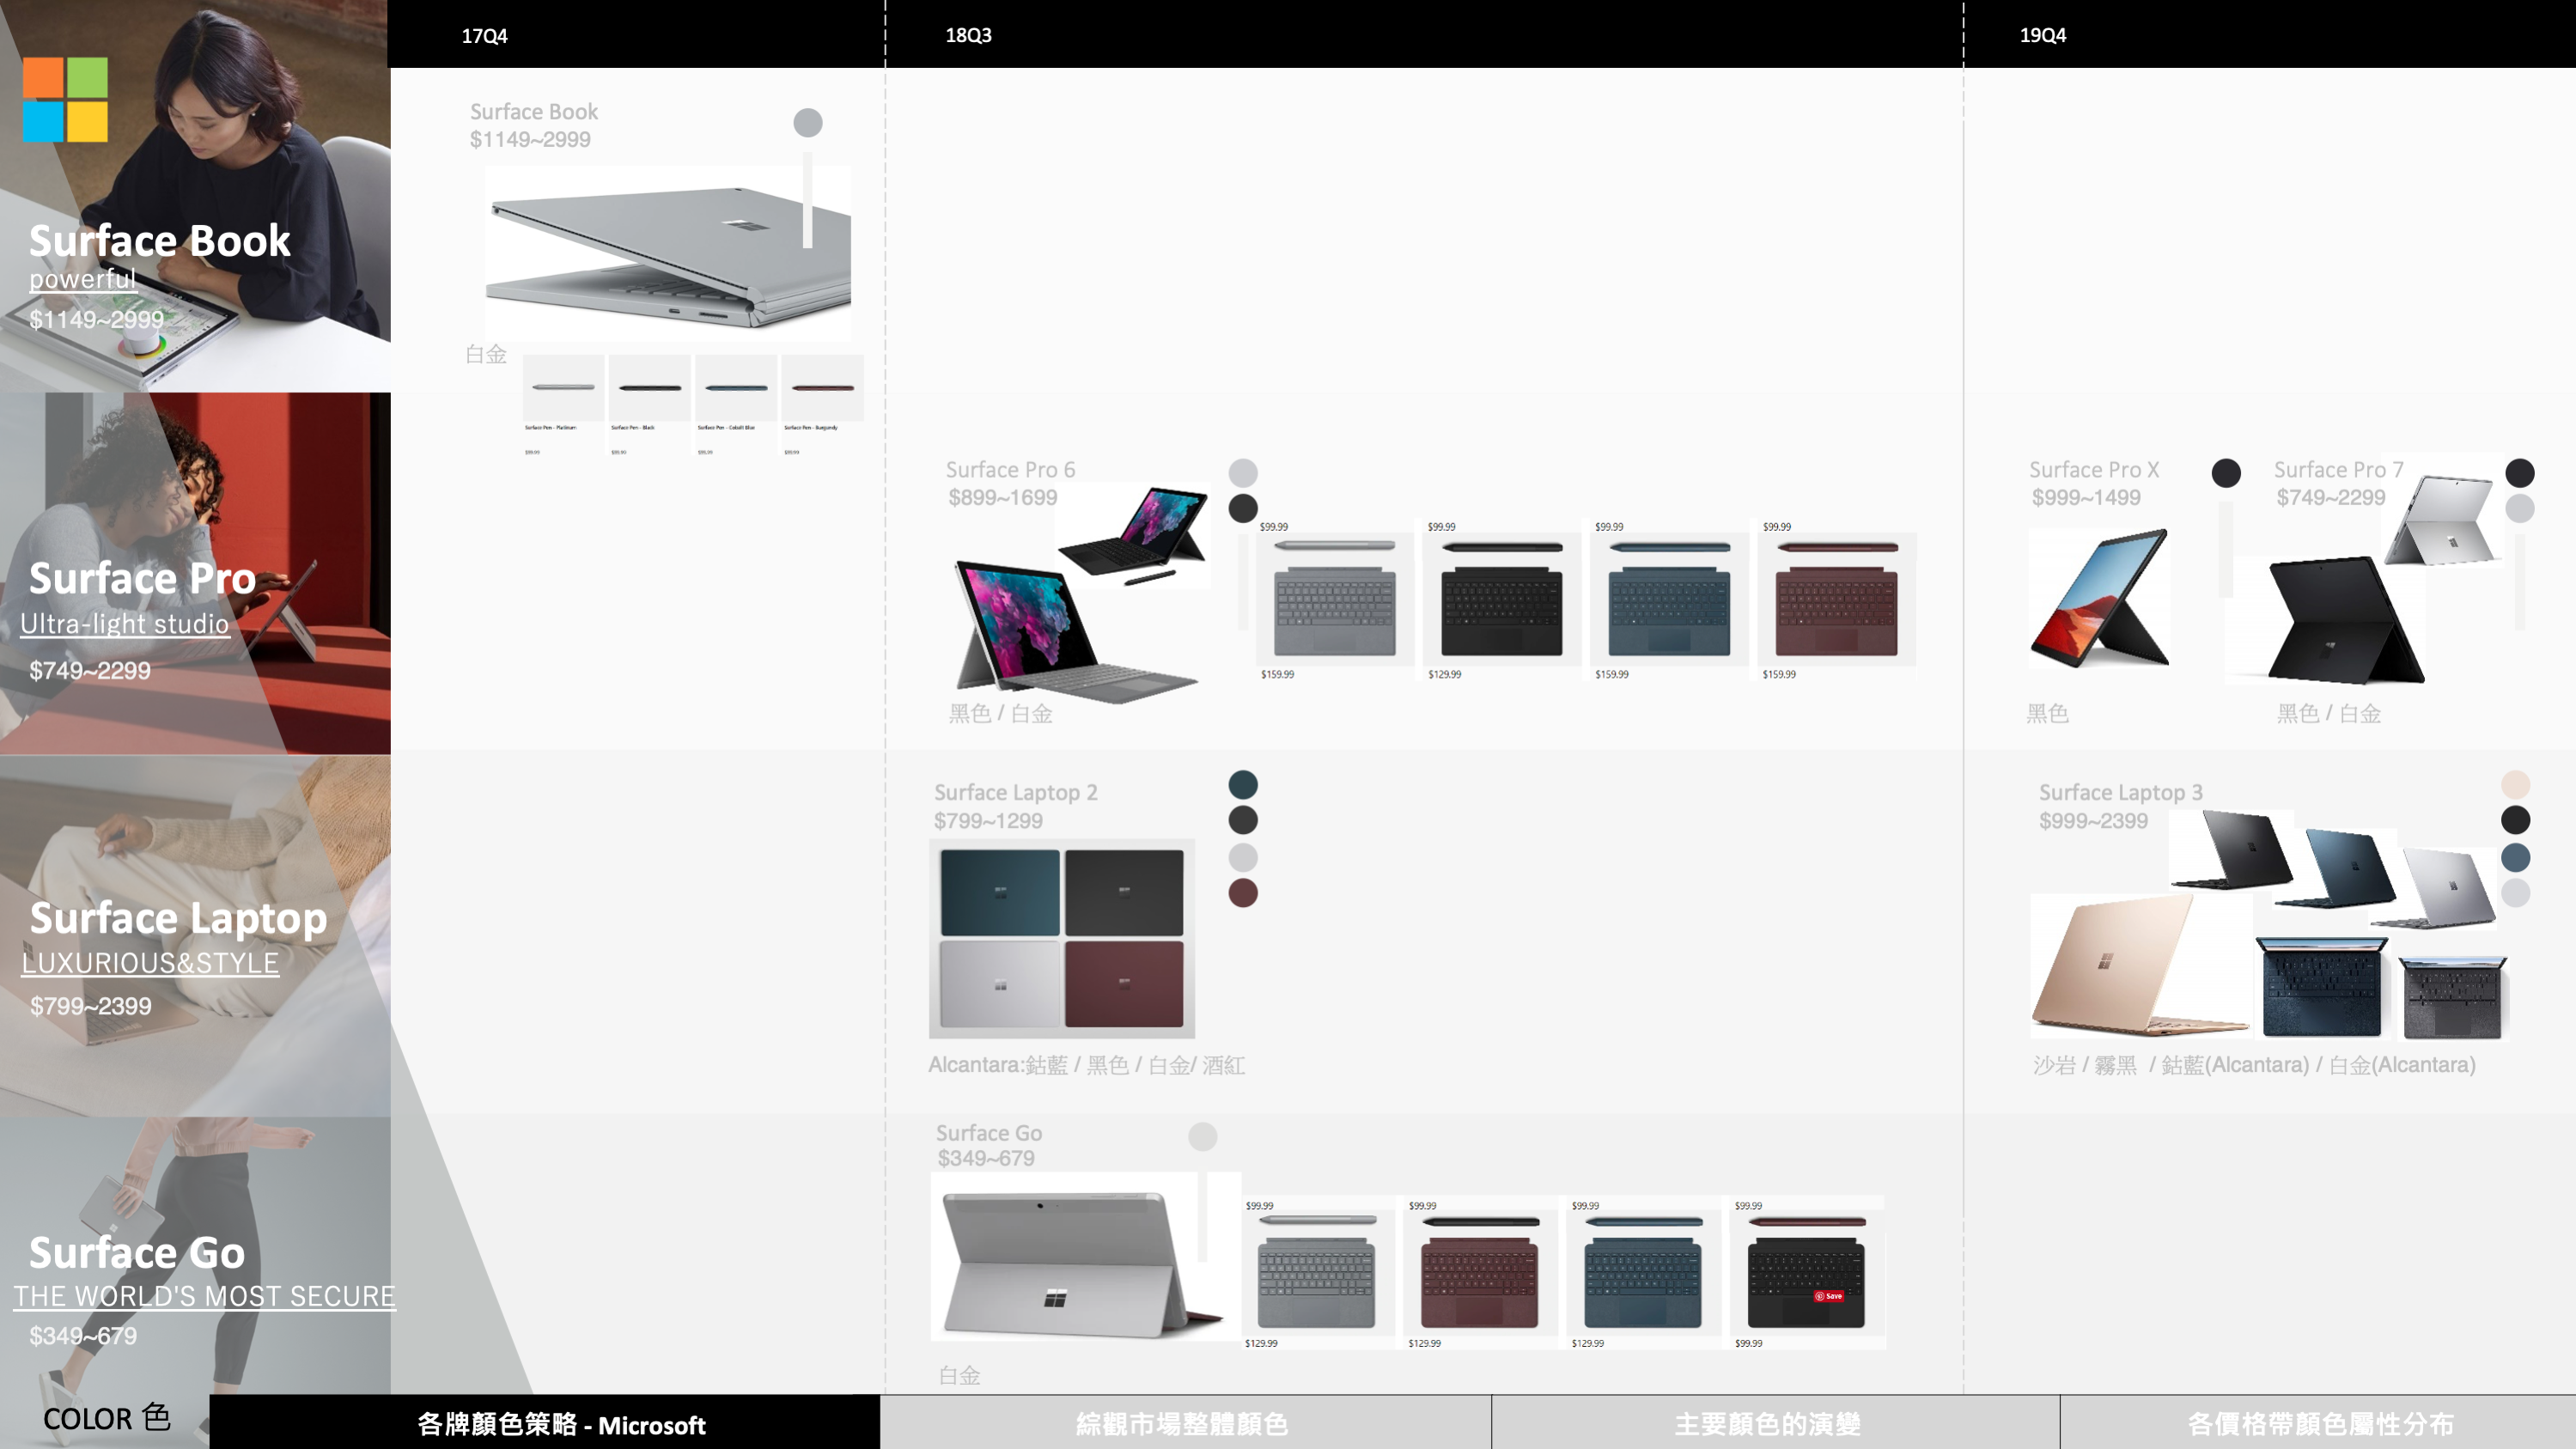 17Q4
18Q3
19Q4
Surface Book
powerful
$1149~2999
Surface Pro
Ultra-light studio
$749~2299
Surface Laptop
LUXURIOUS&STYLE
$799~2399
Surface Go
THE WORLD'S MOST SECURE
$349~679
Surface Book
$1149~2999
白金
Surface Pen - Platinum
Surface Pen - Black
Surface Pen - Cobalt Blue
Surface Pen - Burgundy
$99.99
$99.99
$99.99
$99.99
Surface Pro 6
$899~1699
$99.99
$99.99
$99.99
$99.99
$159.99
$129.99
$159.99
$159.99
黑色 / 白金
Surface Laptop 2
$799~1299
Alcantara:鈷藍 / 黑色 / 白金/ 酒紅
Surface Go
$349~679
$99.99
$99.99
$99.99
$99.99
Save
$129.99
$129.99
$129.99
$99.99
白金
Surface Pro X
$999~1499
黑色
Surface Pro 7
$749~2299
黑色 / 白金
Surface Laptop 3
$999~2399
沙岩 / 霧黑 / 鈷藍(Alcantara) / 白金(Alcantara)
COLOR 色
各牌顏色策略 - Microsoft
綜觀市場整體顏色
主要顏色的演變
各價格帶顏色屬性分布